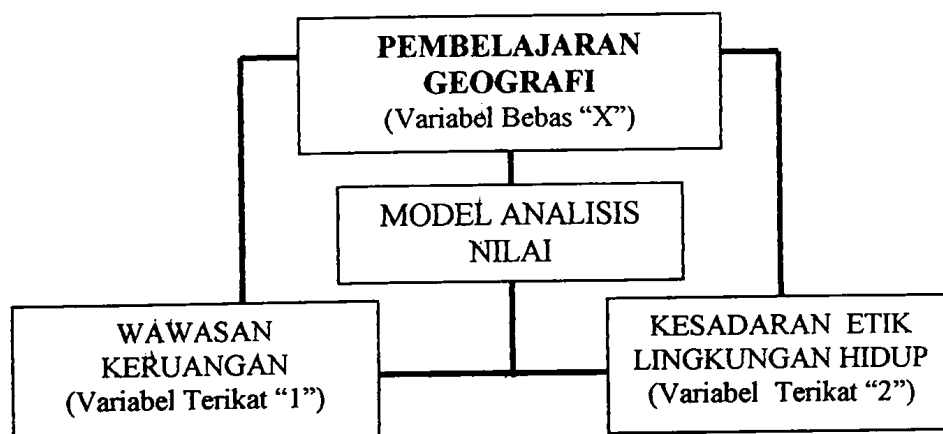 PEMBELAJARAN
GEOGRAFI
(Variabel Bebas “X”)
MODEL ANALISIS
NILAI
WAWASAN
KERUANGAN
(Variabel Terikat “1”)
KESADARAN ETIK
LINGKUNGAN HIDUP
(Variabel Terikat “2”)